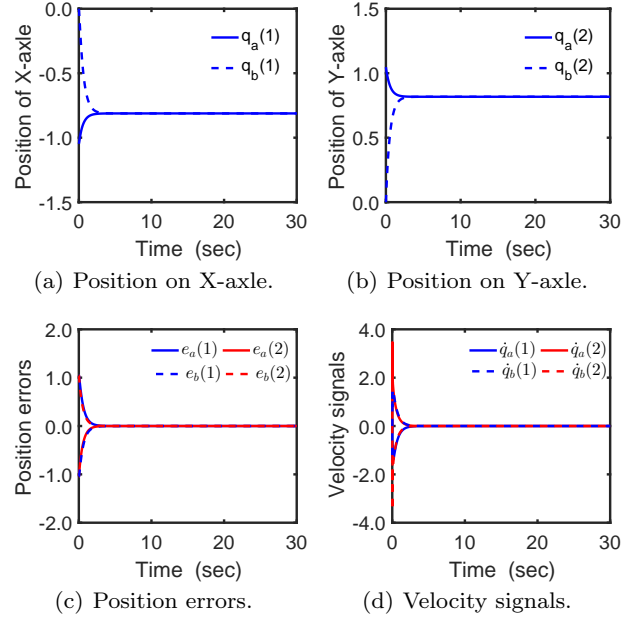 0.0
-0.5
-1.0
-1.5
Position of X-axle
q_a(1)
q_b(1)
0 10 20 30
Time (sec)
(a) Position on X-axle.
1.5
1.0
0.5
0.0
Position of Y-axle
q_a(2)
q_b(2)
0 10 20 30
Time (sec)
(b) Position on Y-axle.
2.0
1.0
0.0
-1.0
-2.0
Position errors
e_a(1) e_a(2)
e_b(1) e_b(2)
0 10 20 30
Time (sec)
(c) Position errors.
4.0
2.0
0.0
-2.0
-4.0
Velocity signals
q̇_a(1) q̇_a(2)
q̇_b(1) q̇_b(2)
0 10 20 30
Time (sec)
(d) Velocity signals.